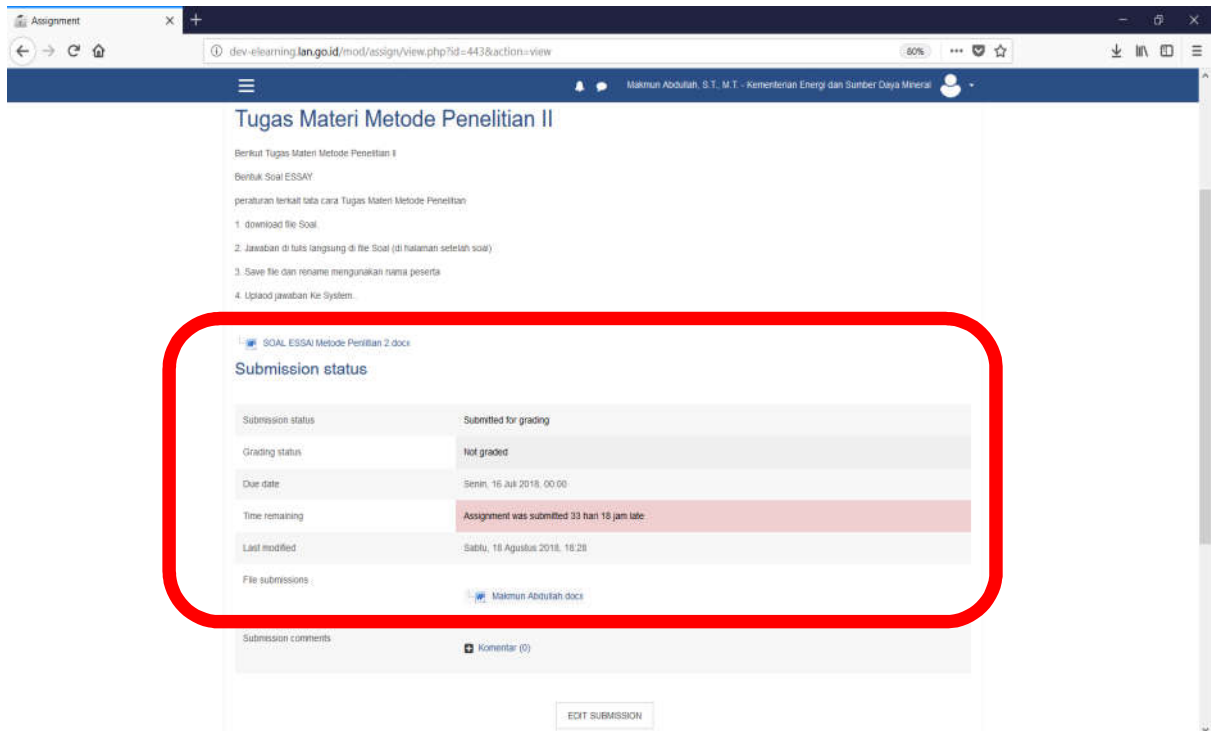 Assignment
dev-elearning.lan.go.id/mod/assign/view.php?id=443&action=view
80%
Makmun Abdullah, S.T., M.T. - Kementerian Energi dan Sumber Daya Mineral
Tugas Materi Metode Penelitian II
Berikut Tugas Materi Metode Penelitian II
Bentuk Soal ESSAY
peraturan terkait tata cara Tugas Materi Metode Penelitian
1. download file Soal.
2. Jawaban di tulis langsung di file Soal (di halaman setelah soal)
3. Save file dan rename mengunakan nama peserta
4. Uplaod jawaban Ke System.
SOAL ESSAI Metode Penlitian 2.docx
Submission status
Submission status Submitted for grading
Grading status Not graded
Due date Senin, 16 Juli 2018, 00:00
Time remaining Assignment was submitted 33 hari 18 jam late
Last modified Sabtu, 18 Agustus 2018, 18:28
File submissions
Makmun Abdullah.docx
Submission comments
Komentar (0)
EDIT SUBMISSION